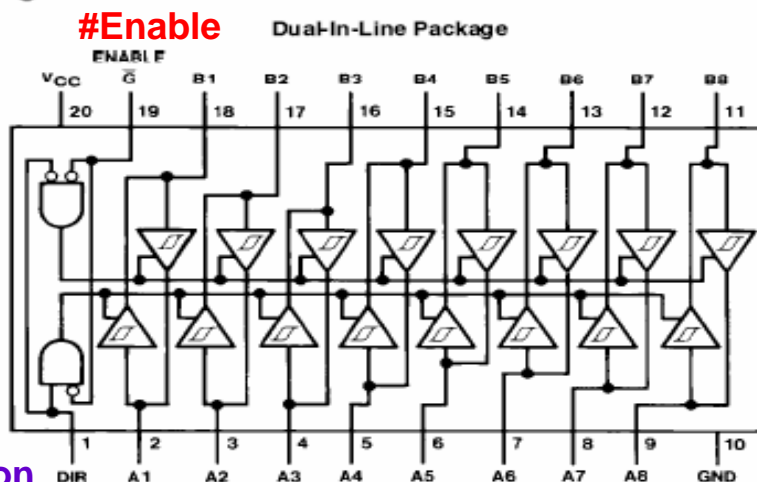 #Enable Dual-In-Line Package
ENABLE
VCC G̅ B1 B2 B3 B4 B5 B6 B7 B8
20 19 18 17 16 15 14 13 12 11
1 2 3 4 5 6 7 8 9 10
on DIR A1 A2 A3 A4 A5 A6 A7 A8 GND